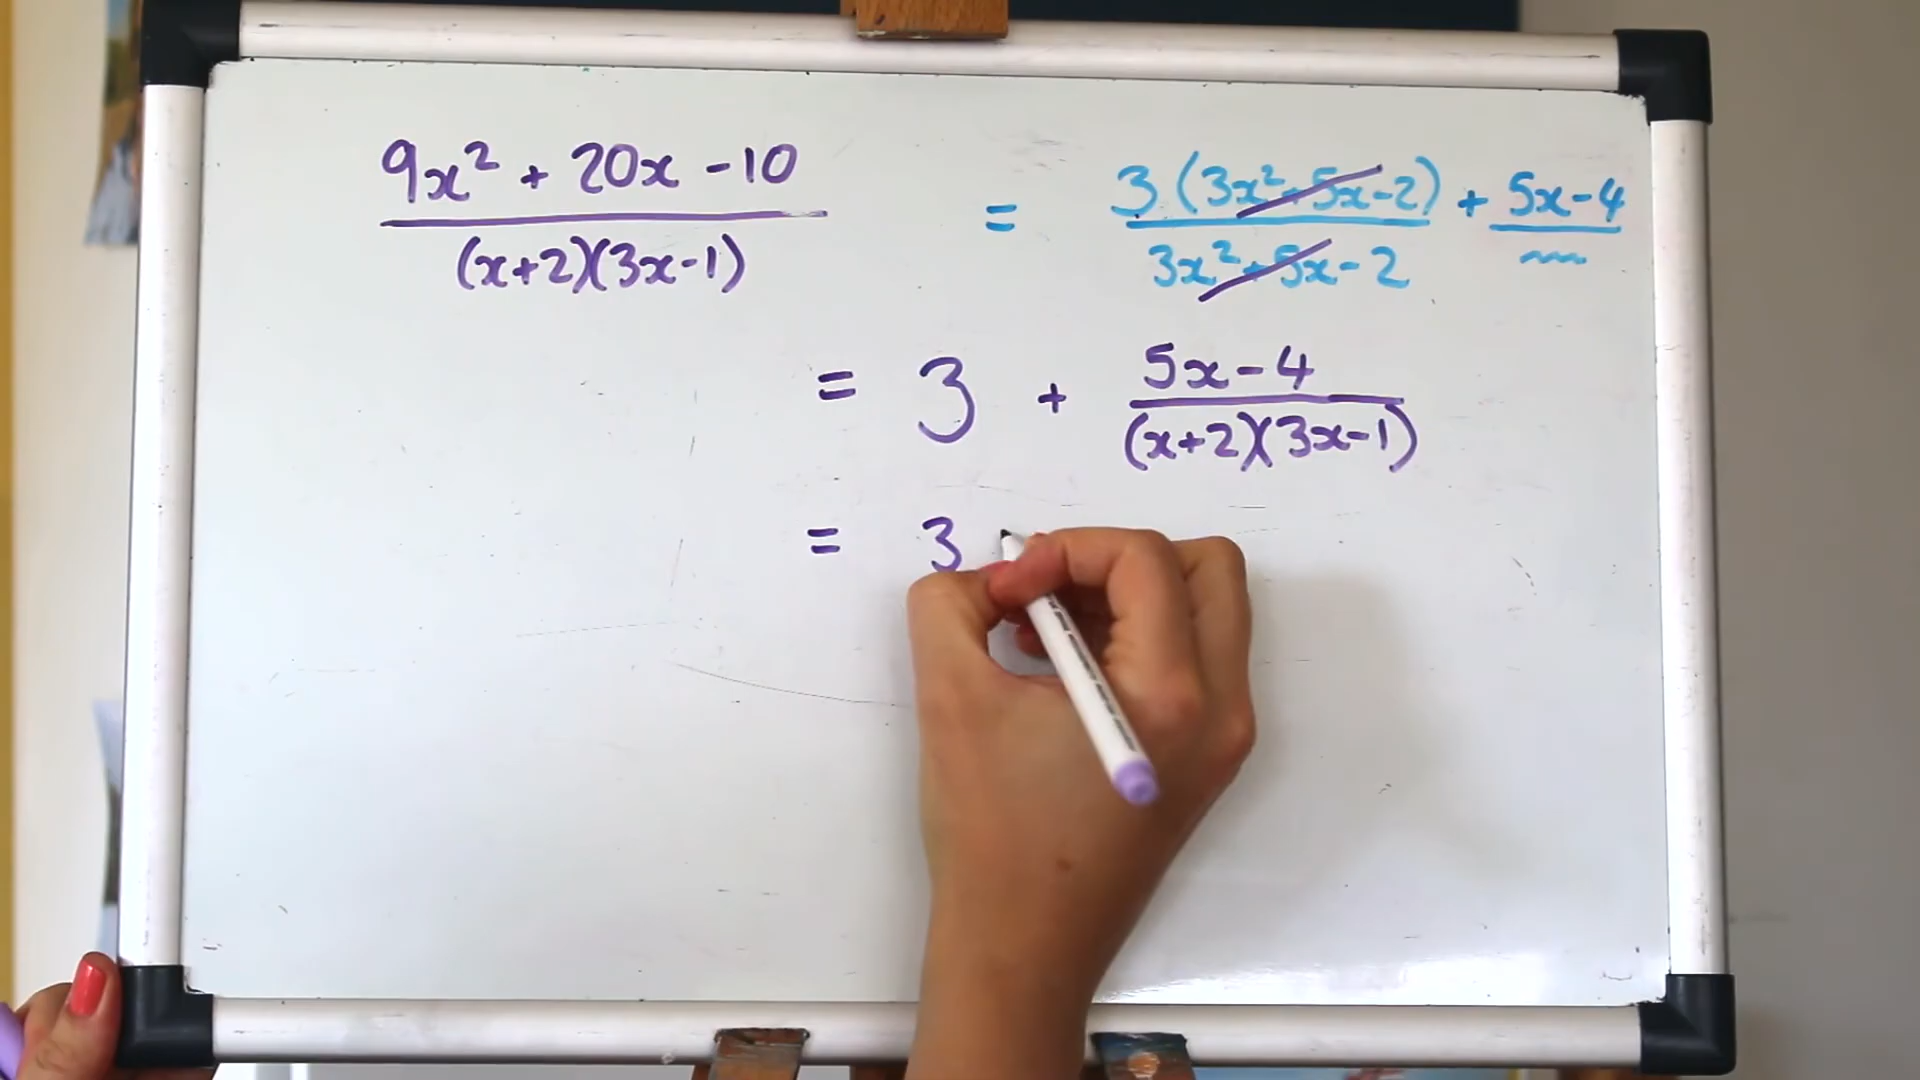 9x² + 20x - 10 / (x+2)(3x-1) = 3(3x²+5x-2) / 3x²+5x-2 + 5x-4 / ~~~
= 3 + 5x-4 / (x+2)(3x-1)
= 3